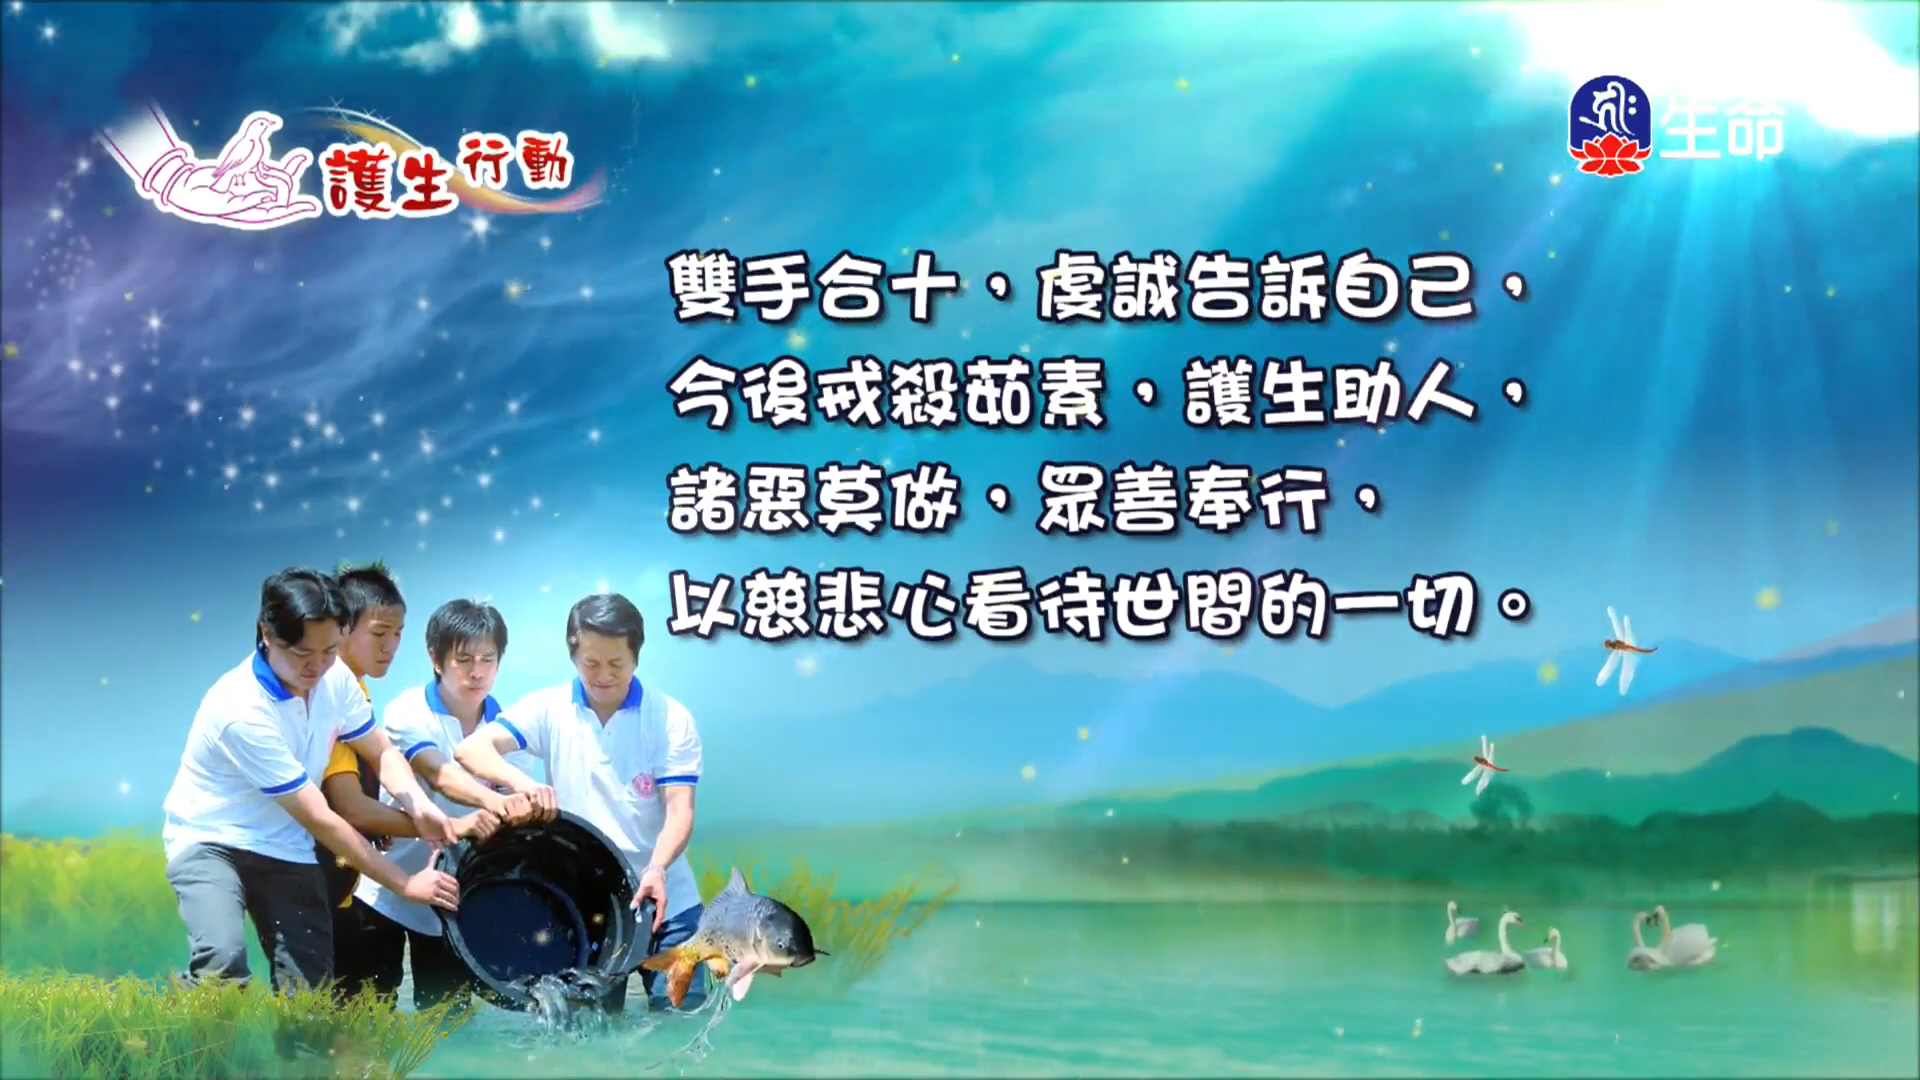 護生行動
生命
雙手合十，虔誠告訴自己，
今後戒殺茹素，護生助人，
諸惡莫做，眾善奉行，
以慈悲心看待世間的一切。